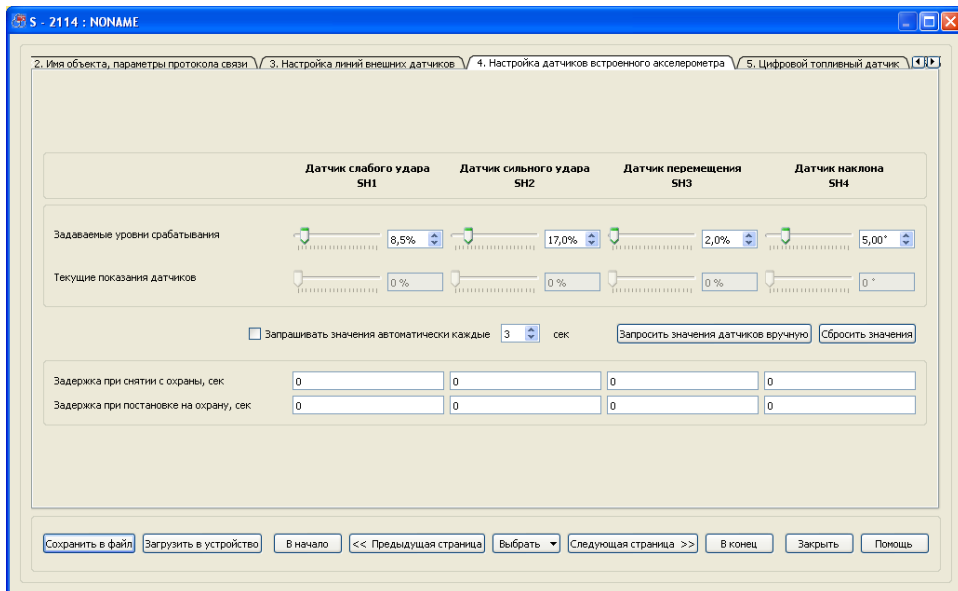 S - 2114 : NONAME
2. Имя объекта, параметры протокола связи 3. Настройка линий внешних датчиков 4. Настройка датчиков встроенного акселерометра 5. Цифровой топливный датчик
Датчик слабого удара SH1 Датчик сильного удара SH2 Датчик перемещения SH3 Датчик наклона SH4
Задаваемые уровни срабатывания 8,5% 17,0% 2,0% 5,00°
Текущие показания датчиков 0 % 0 % 0 % 0 °
Запрашивать значения автоматически каждые 3 сек Запросить значения датчиков вручную Сбросить значения
Задержка при снятии с охраны, сек 0 0 0 0
Задержка при постановке на охрану, сек 0 0 0 0
Сохранить в файл Загрузить в устройство В начало << Предыдущая страница Выбрать Следующая страница >> В конец Закрыть Помощь